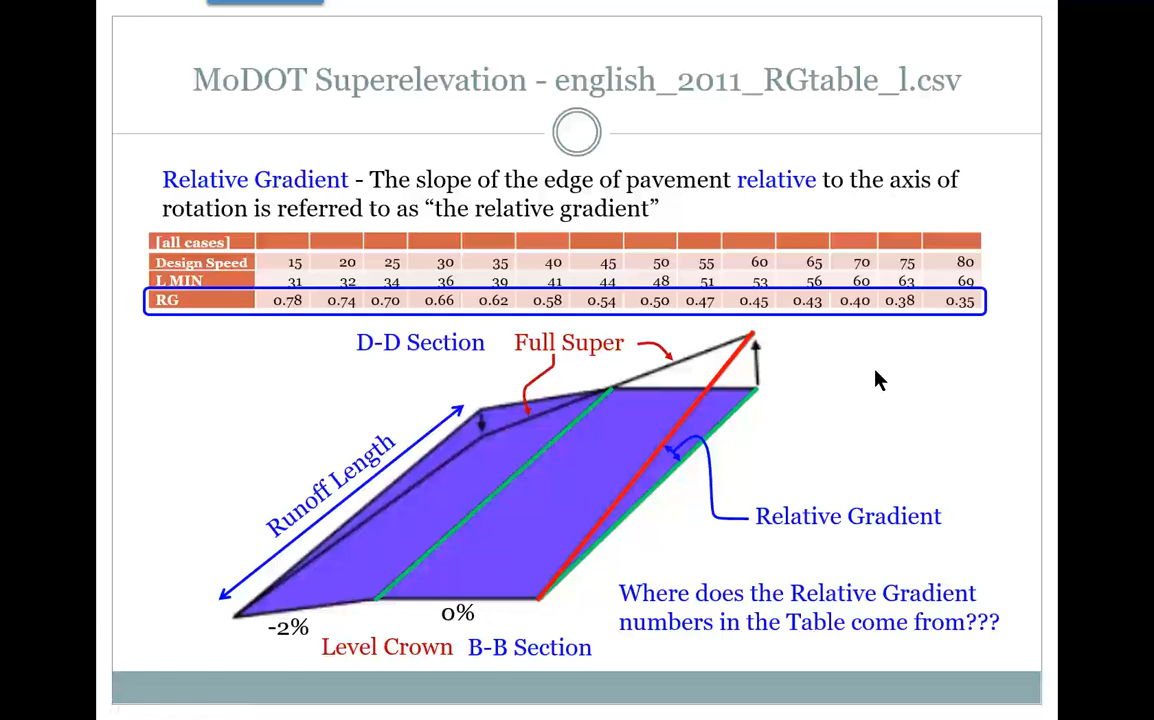 MoDOT Superelevation - english_2011_RGtable_l.csv
Relative Gradient - The slope of the edge of pavement relative to the axis of
rotation is referred to as “the relative gradient”
[all cases]
Design Speed 15 20 25 30 35 40 45 50 55 60 65 70 75 80
L MIN 31 32 34 36 39 41 44 48 51 53 56 60 63 69
RG 0.78 0.74 0.70 0.66 0.62 0.58 0.54 0.50 0.47 0.45 0.43 0.40 0.38 0.35
D-D Section Full Super
Runoff Length
Relative Gradient
Where does the Relative Gradient
numbers in the Table come from???
0%
-2%
Level Crown B-B Section